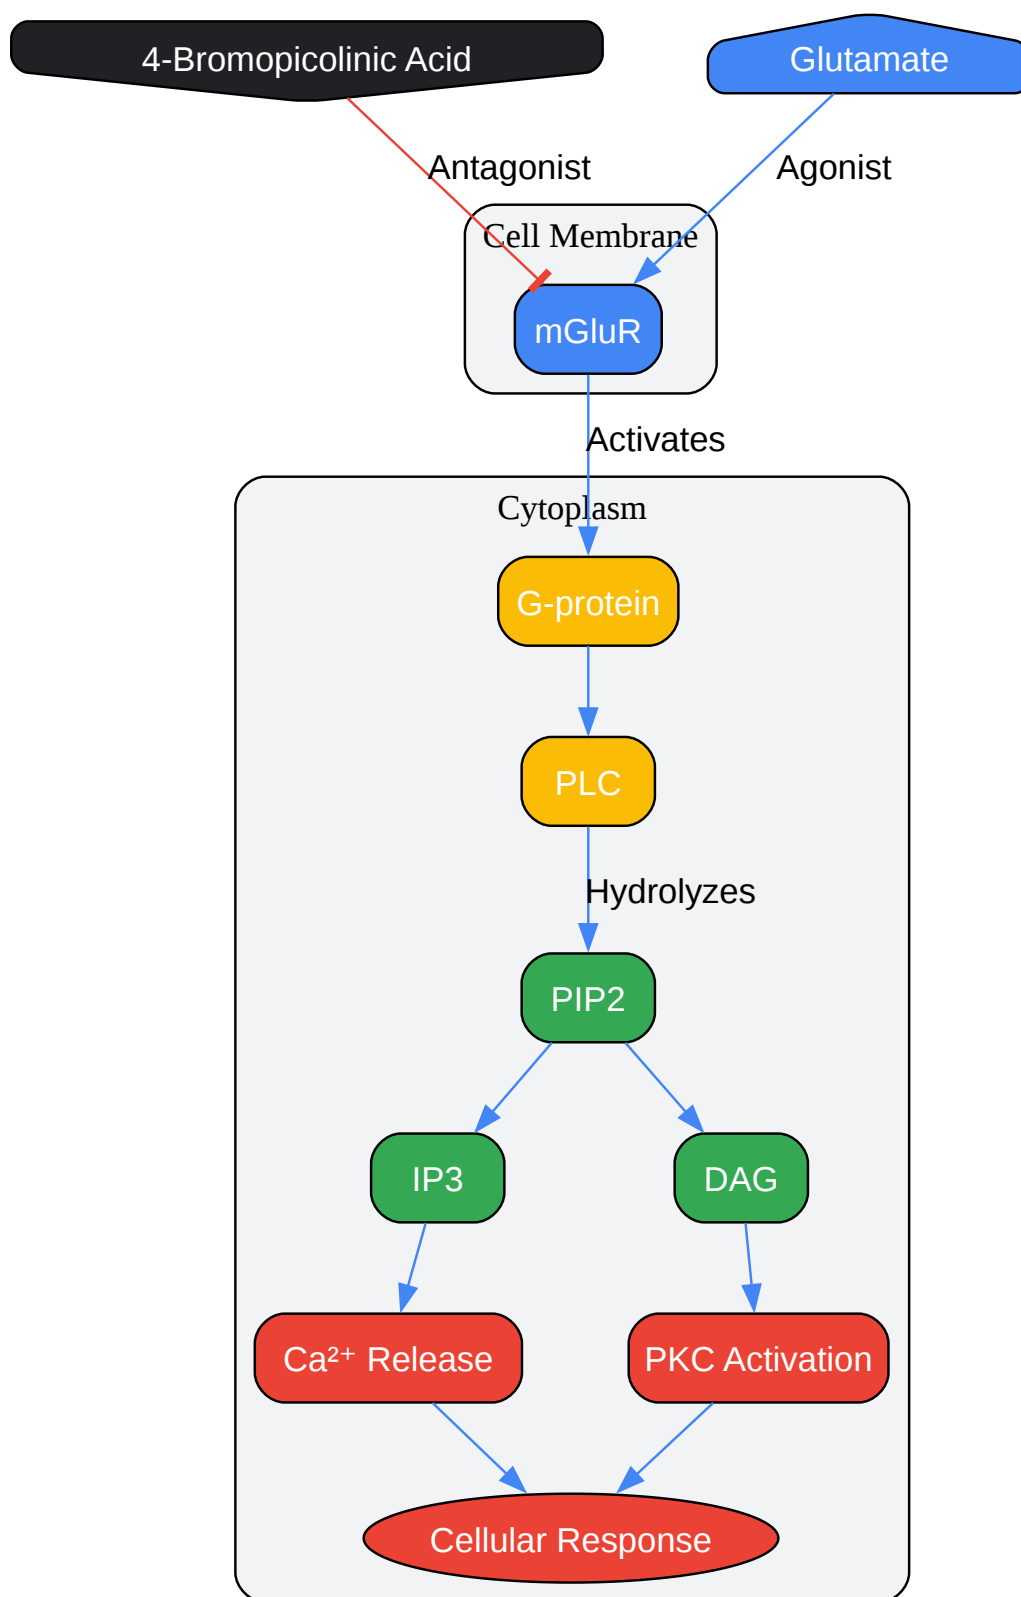 4-Bromopicolinic Acid
Glutamate
Antagonist
Agonist
Cell Membrane
mGluR
Activates
Cytoplasm
G-protein
PLC
Hydrolyzes
PIP2
IP3
DAG
Ca²⁺ Release
PKC Activation
Cellular Response